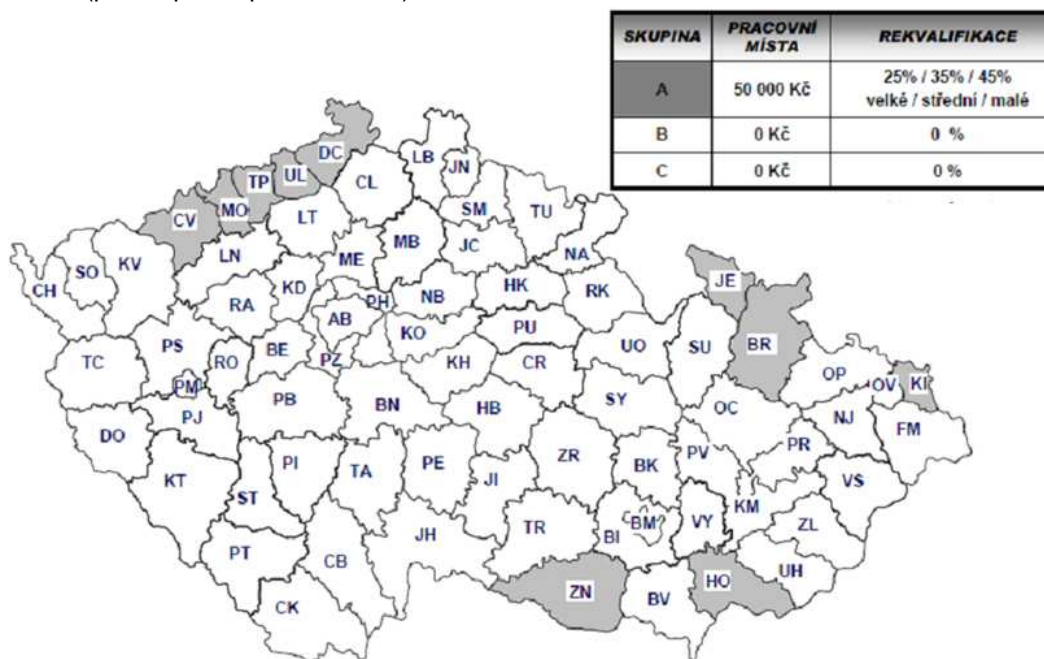 SKUPINA PRACOVNÍ MÍSTA REKVALIFIKACE
A 50 000 Kč 25% / 35% / 45% velké / střední / malé
B 0 Kč 0 %
C 0 Kč 0 %
DC
LB
JN
UL
TP
CL
MO
CV
LT
SM
TU
MB
JC
NA
LN
ME
KV
SO
CH
KD
RA
PH
NB
HK
RK
JE
AB
KO
PU
BR
PS
RO
BE
PZ
KH
CR
UO
SU
TC
OP
OV
KI
PM
PB
BN
HB
SY
OC
PJ
NJ
FM
DO
PR
KT
PI
TA
PE
JI
ZR
BK
PV
VS
ST
KM
TR
BM
BI
VY
ZL
JH
PT
CB
UH
HO
ZN
BV
CK